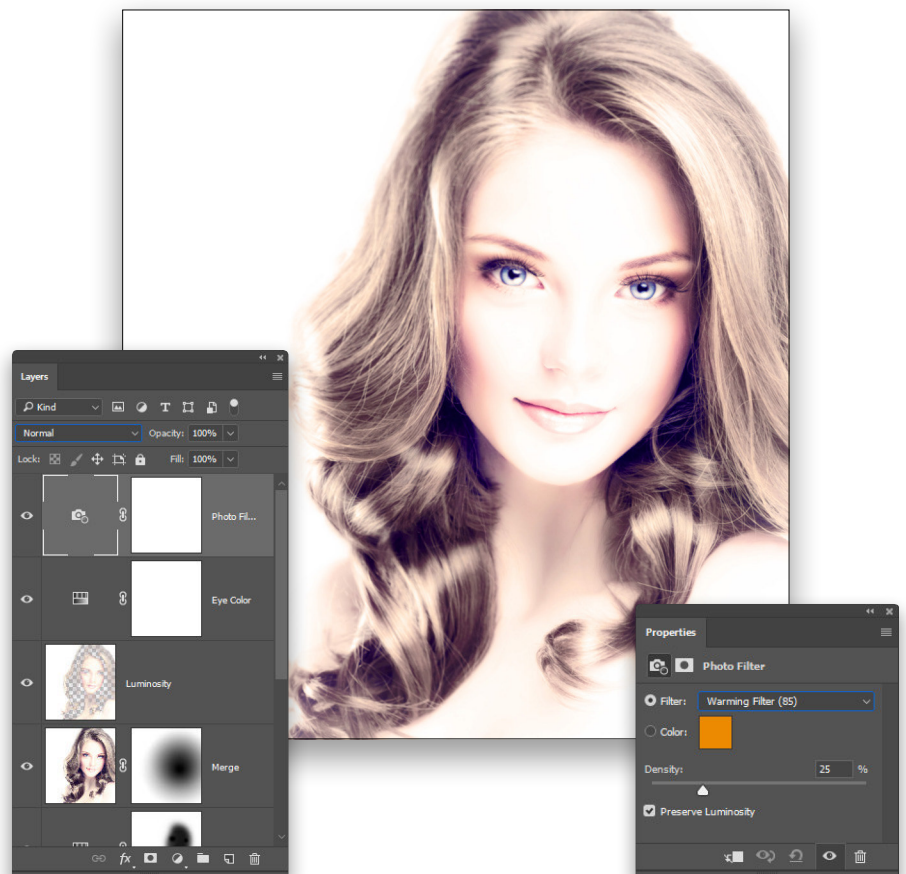 Layers
Kind
Normal
Opacity: 100%
Lock:
Fill: 100%
Photo Fil...
Eye Color
Luminosity
Merge
fx
Properties
Photo Filter
Filter: Warming Filter (85)
Color:
Density: 25 %
Preserve Luminosity